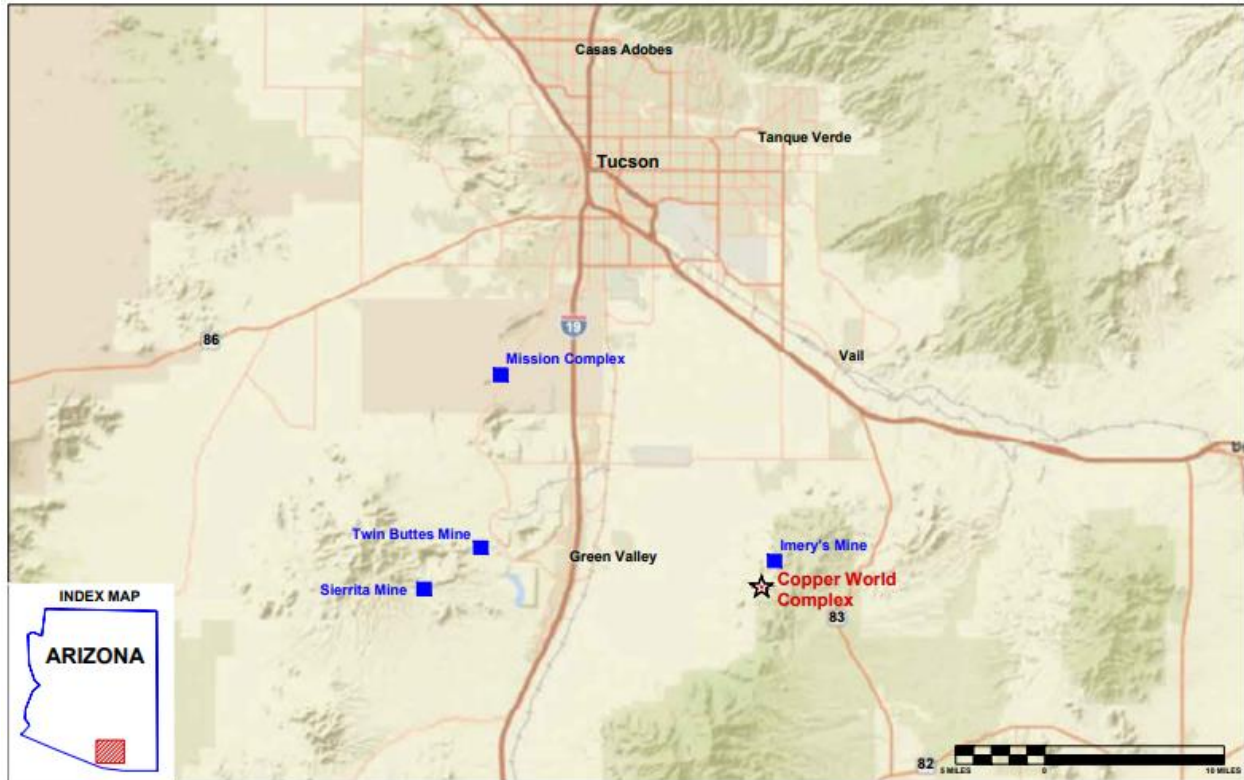 Casas Adobes
Tanque Verde
Tucson
19
86
Mission Complex
Vail
Twin Buttes Mine
Green Valley
Imery's Mine
Sierrita Mine
Copper World
Complex
83
INDEX MAP
ARIZONA
82
5 MILES 0 10 MILES